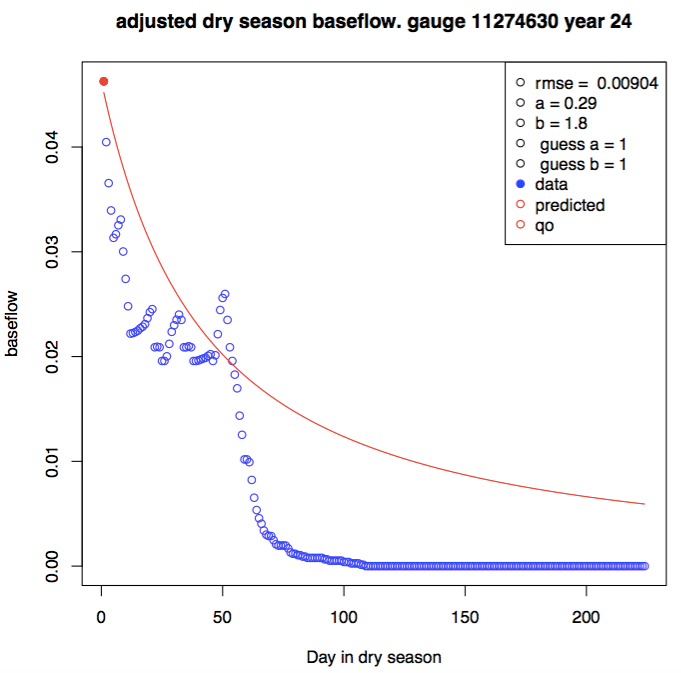 adjusted dry season baseflow. gauge 11274630 year 24
rmse = 0.00904
a = 0.29
b = 1.8
guess a = 1
guess b = 1
data
predicted
qo
baseflow
0.04
0.03
0.02
0.01
0.00
0 50 100 150 200
Day in dry season